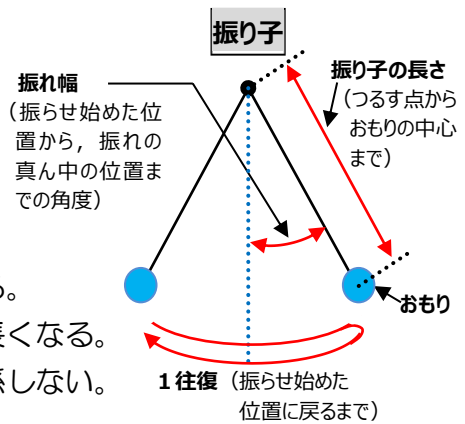 振り子
振れ幅
（振らせ始めた位
置から，振れの
真ん中の位置ま
での角度）
振り子の長さ
（つるす点から
おもりの中心
まで）
おもり
。
長くなる。
係しない。
１往復（振らせ始めた
位置に戻るまで）